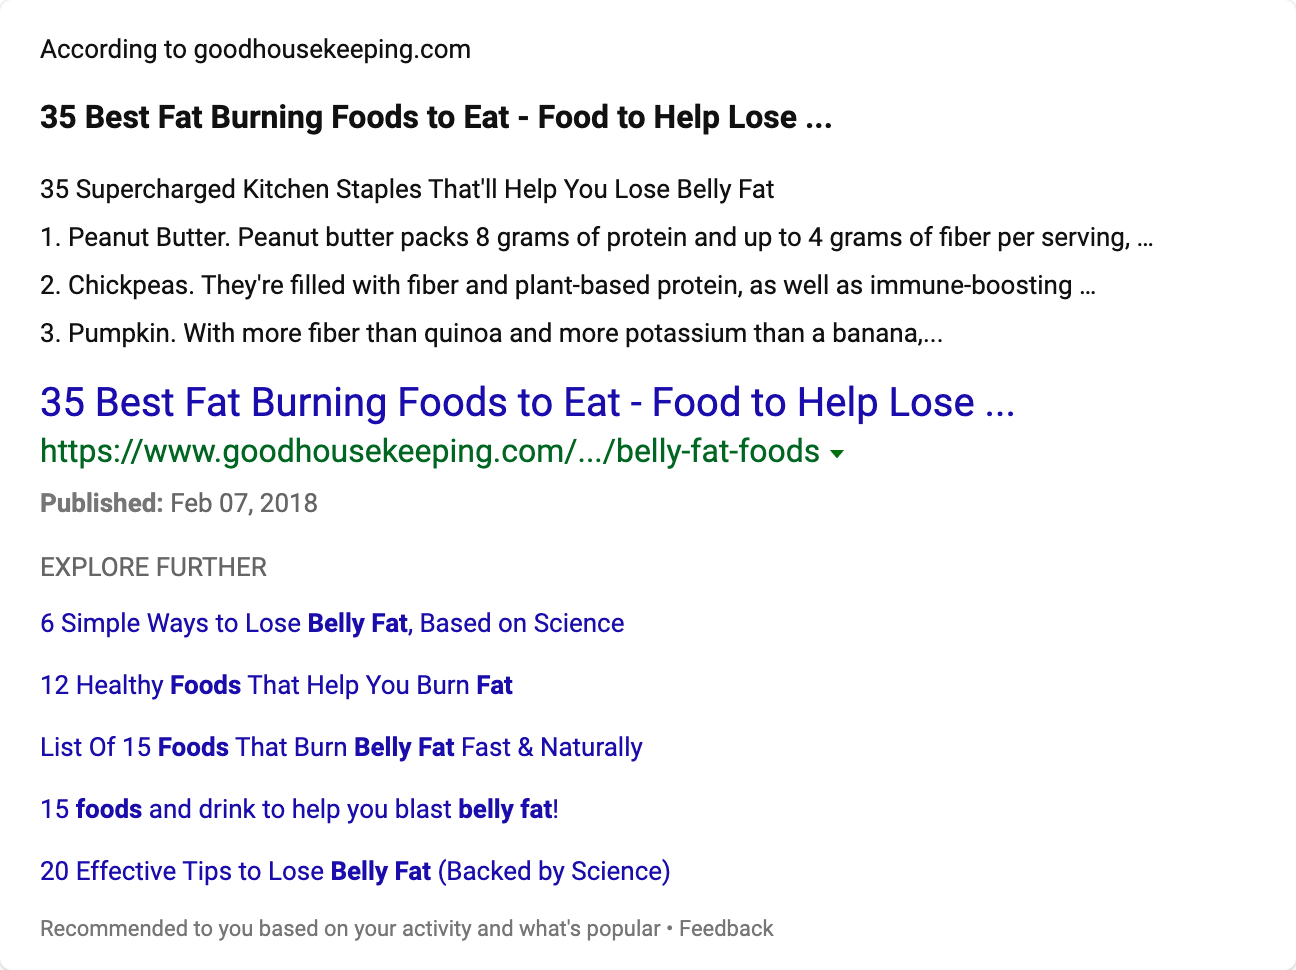 According to goodhousekeeping.com
35 Best Fat Burning Foods to Eat - Food to Help Lose ...
35 Supercharged Kitchen Staples That'll Help You Lose Belly Fat
1. Peanut Butter. Peanut butter packs 8 grams of protein and up to 4 grams of fiber per serving, ...
2. Chickpeas. They're filled with fiber and plant-based protein, as well as immune-boosting ...
3. Pumpkin. With more fiber than quinoa and more potassium than a banana,...
35 Best Fat Burning Foods to Eat - Food to Help Lose ...
https://www.goodhousekeeping.com/.../belly-fat-foods
Published: Feb 07, 2018
EXPLORE FURTHER
6 Simple Ways to Lose Belly Fat, Based on Science
12 Healthy Foods That Help You Burn Fat
List Of 15 Foods That Burn Belly Fat Fast & Naturally
15 foods and drink to help you blast belly fat!
20 Effective Tips to Lose Belly Fat (Backed by Science)
Recommended to you based on your activity and what's popular • Feedback